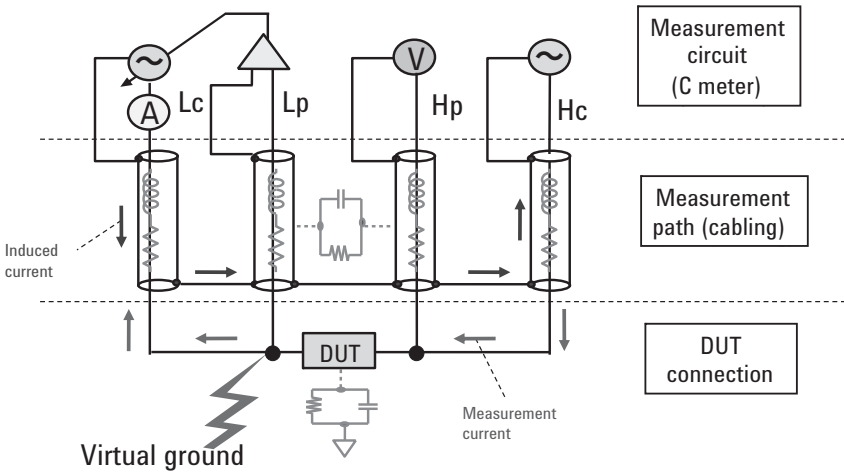 Measurement
circuit
(C meter)
V
A
Lc
Lp
Hp
Hc
Measurement
path (cabling)
Induced
current
DUT
DUT
connection
Measurement
current
Virtual ground